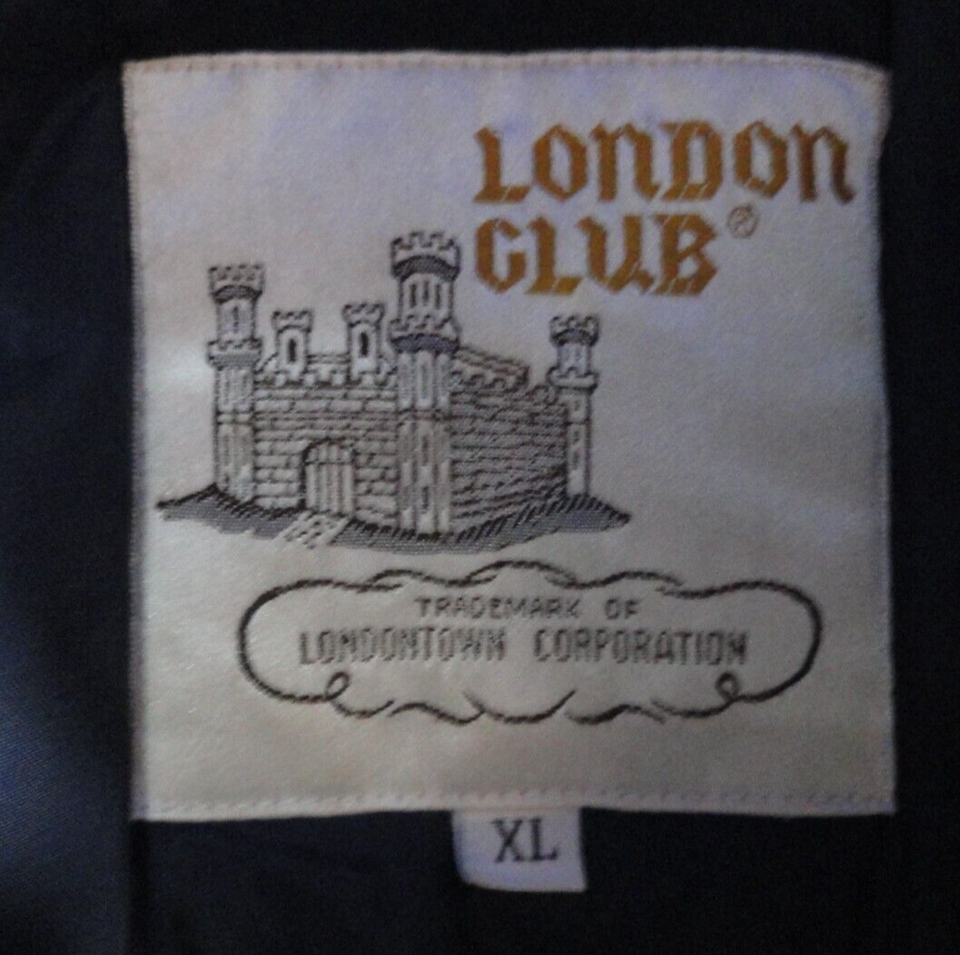 LONDON
CLUB®
TRADEMARK OF
LONDONTOWN CORPORATION
XL